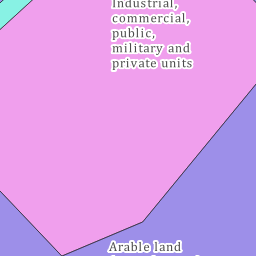 Industrial,
commercial,
public,
military and
private units
Arable land